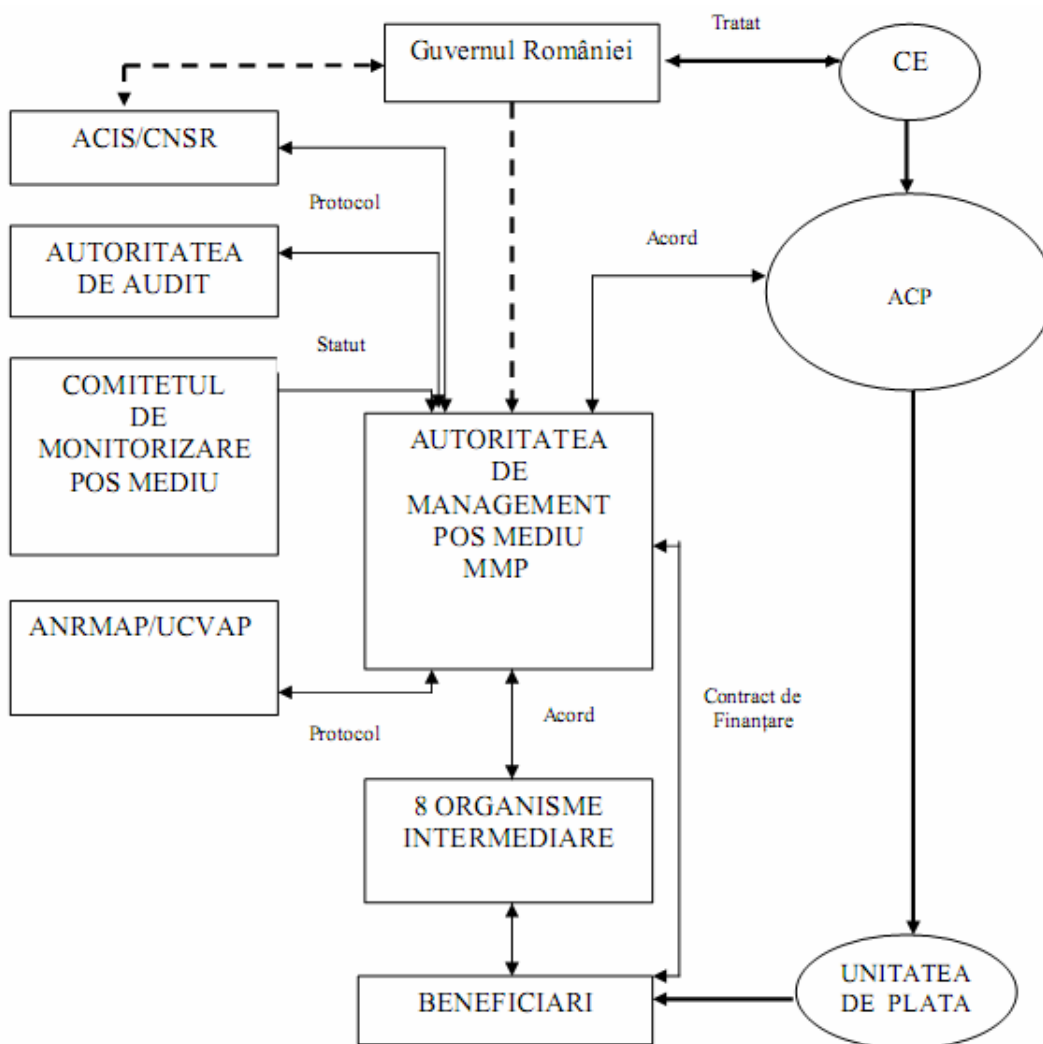 Tratat
Guvernul României
CE
ACIS/CNSR
Protocol
AUTORITATEA
DE AUDIT
Acord
ACP
Statut
COMITETUL
DE
MONITORIZARE
POS MEDIU
AUTORITATEA
DE
MANAGEMENT
POS MEDIU
MMP
ANRMAP/UCVAP
Protocol
Acord
Contract de
Finanțare
8 ORGANISME
INTERMEDIARE
BENEFICIARI
UNITATEA
DE PLATA